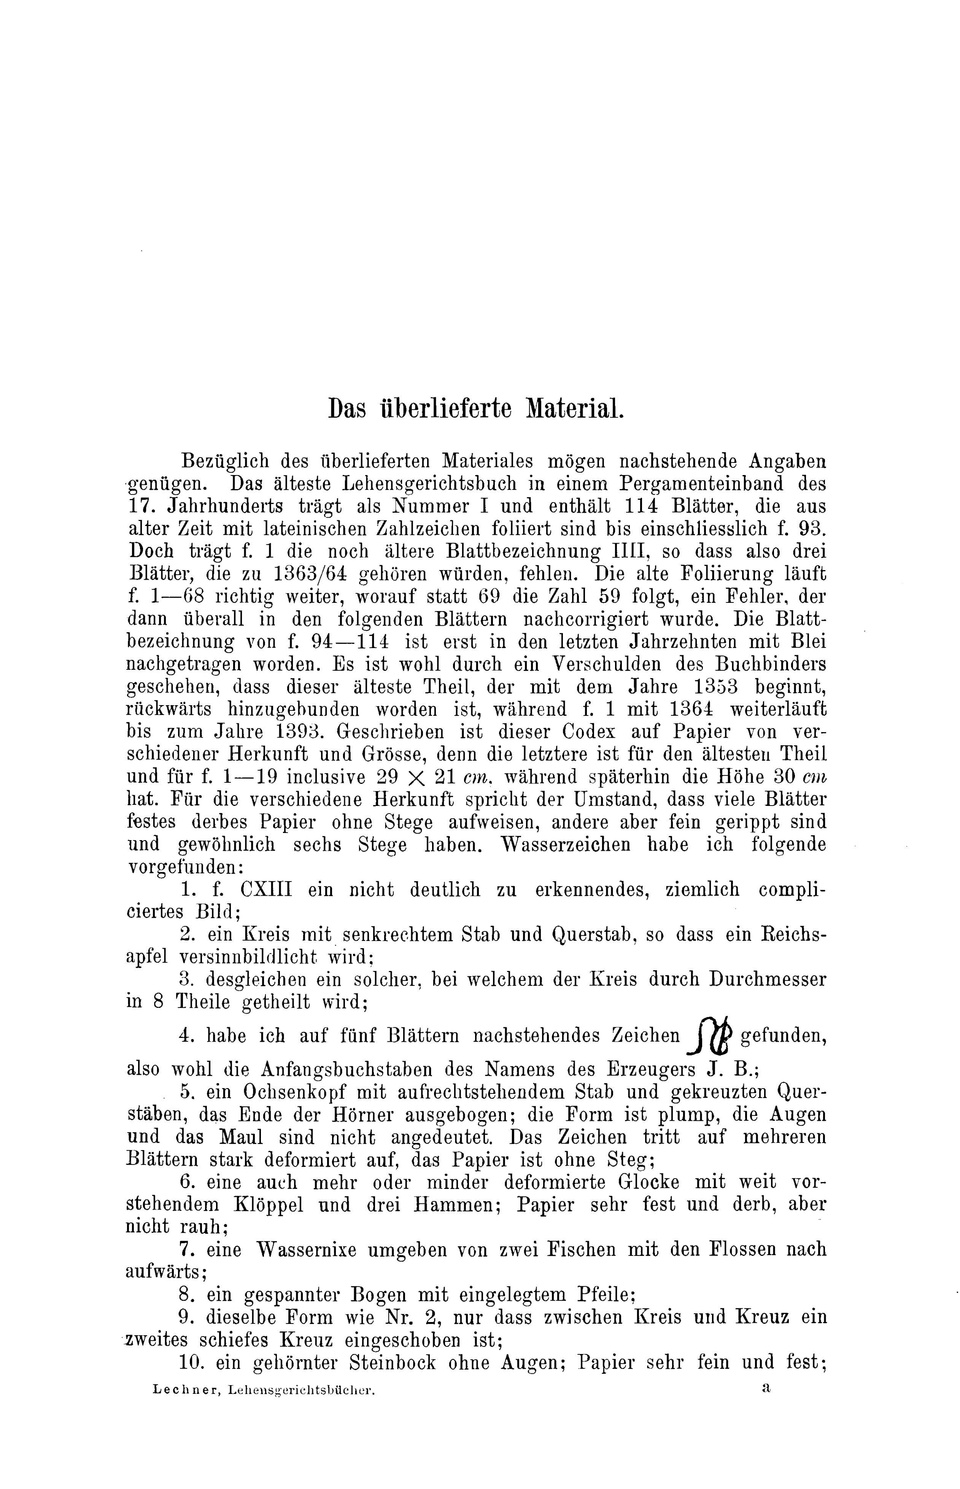 Das überlieferte Material.
Bezüglich des überlieferten Materiales mögen nachstehende Angaben
genügen. Das älteste Lehensgerichtsbuch in einem Pergamenteinband des
17. Jahrhunderts trägt als Nummer I und enthält 114 Blätter, die aus
alter Zeit mit lateinischen Zahlzeichen foliiert sind bis einschliesslich f. 93.
Doch trägt f. 1 die noch ältere Blattbezeichnung IIII, so dass also drei
Blätter, die zu 1363/64 gehören würden, fehlen. Die alte Foliierung läuft
f. 1—68 richtig weiter, worauf statt 69 die Zahl 59 folgt, ein Fehler, der
dann überall in den folgenden Blättern nachcorrigiert wurde. Die Blatt-
bezeichnung von f. 94—114 ist erst in den letzten Jahrzehnten mit Blei
nachgetragen worden. Es ist wohl durch ein Verschulden des Buchbinders
geschehen, dass dieser älteste Theil, der mit dem Jahre 1353 beginnt,
rückwärts hinzugebunden worden ist, während f. 1 mit 1364 weiterläuft
bis zum Jahre 1393. Geschrieben ist dieser Codex auf Papier von ver-
schiedener Herkunft und Grösse, denn die letztere ist für den ältesten Theil
und für f. 1—19 inclusive 29 × 21 cm, während späterhin die Höhe 30 cm
hat. Für die verschiedene Herkunft spricht der Umstand, dass viele Blätter
festes derbes Papier ohne Stege aufweisen, andere aber fein gerippt sind
und gewöhnlich sechs Stege haben. Wasserzeichen habe ich folgende
vorgefunden:
1. f. CXIII ein nicht deutlich zu erkennendes, ziemlich compli-
ciertes Bild;
2. ein Kreis mit senkrechtem Stab und Querstab, so dass ein Reichs-
apfel versinnbildlicht wird;
3. desgleichen ein solcher, bei welchem der Kreis durch Durchmesser
in 8 Theile getheilt wird;
4. habe ich auf fünf Blättern nachstehendes Zeichen gefunden,
also wohl die Anfangsbuchstaben des Namens des Erzeugers J. B.;
5. ein Ochsenkopf mit aufrechtstehendem Stab und gekreuzten Quer-
stäben, das Ende der Hörner ausgebogen; die Form ist plump, die Augen
und das Maul sind nicht angedeutet. Das Zeichen tritt auf mehreren
Blättern stark deformiert auf, das Papier ist ohne Steg;
6. eine auch mehr oder minder deformierte Glocke mit weit vor-
stehendem Klöppel und drei Hammen; Papier sehr fest und derb, aber
nicht rauh;
7. eine Wassernixe umgeben von zwei Fischen mit den Flossen nach
aufwärts;
8. ein gespannter Bogen mit eingelegtem Pfeile;
9. dieselbe Form wie Nr. 2, nur dass zwischen Kreis und Kreuz ein
zweites schiefes Kreuz eingeschoben ist;
10. ein gehörnter Steinbock ohne Augen; Papier sehr fein und fest;
Lechner, Lehensgerichtsbücher. a